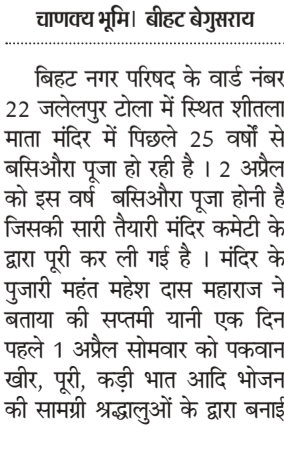 चाणक्य भूमि। बीहट बेगुसराय
बिहट नगर परिषद के वार्ड नंबर
22 जलेलपुर टोला में स्थित शीतला
माता मंदिर में पिछले 25 वर्षों से
बसिऔरा पूजा हो रही है । 2 अप्रैल
को इस वर्ष बसिऔरा पूजा होनी है
जिसकी सारी तैयारी मंदिर कमेटी के
द्वारा पूरी कर ली गई है । मंदिर के
पुजारी महंत महेश दास महाराज ने
बताया की सप्तमी यानी एक दिन
पहले 1 अप्रैल सोमवार को पकवान
खीर, पूरी, कड़ी भात आदि भोजन
की सामग्री श्रद्धालुओं के द्वारा बनाई